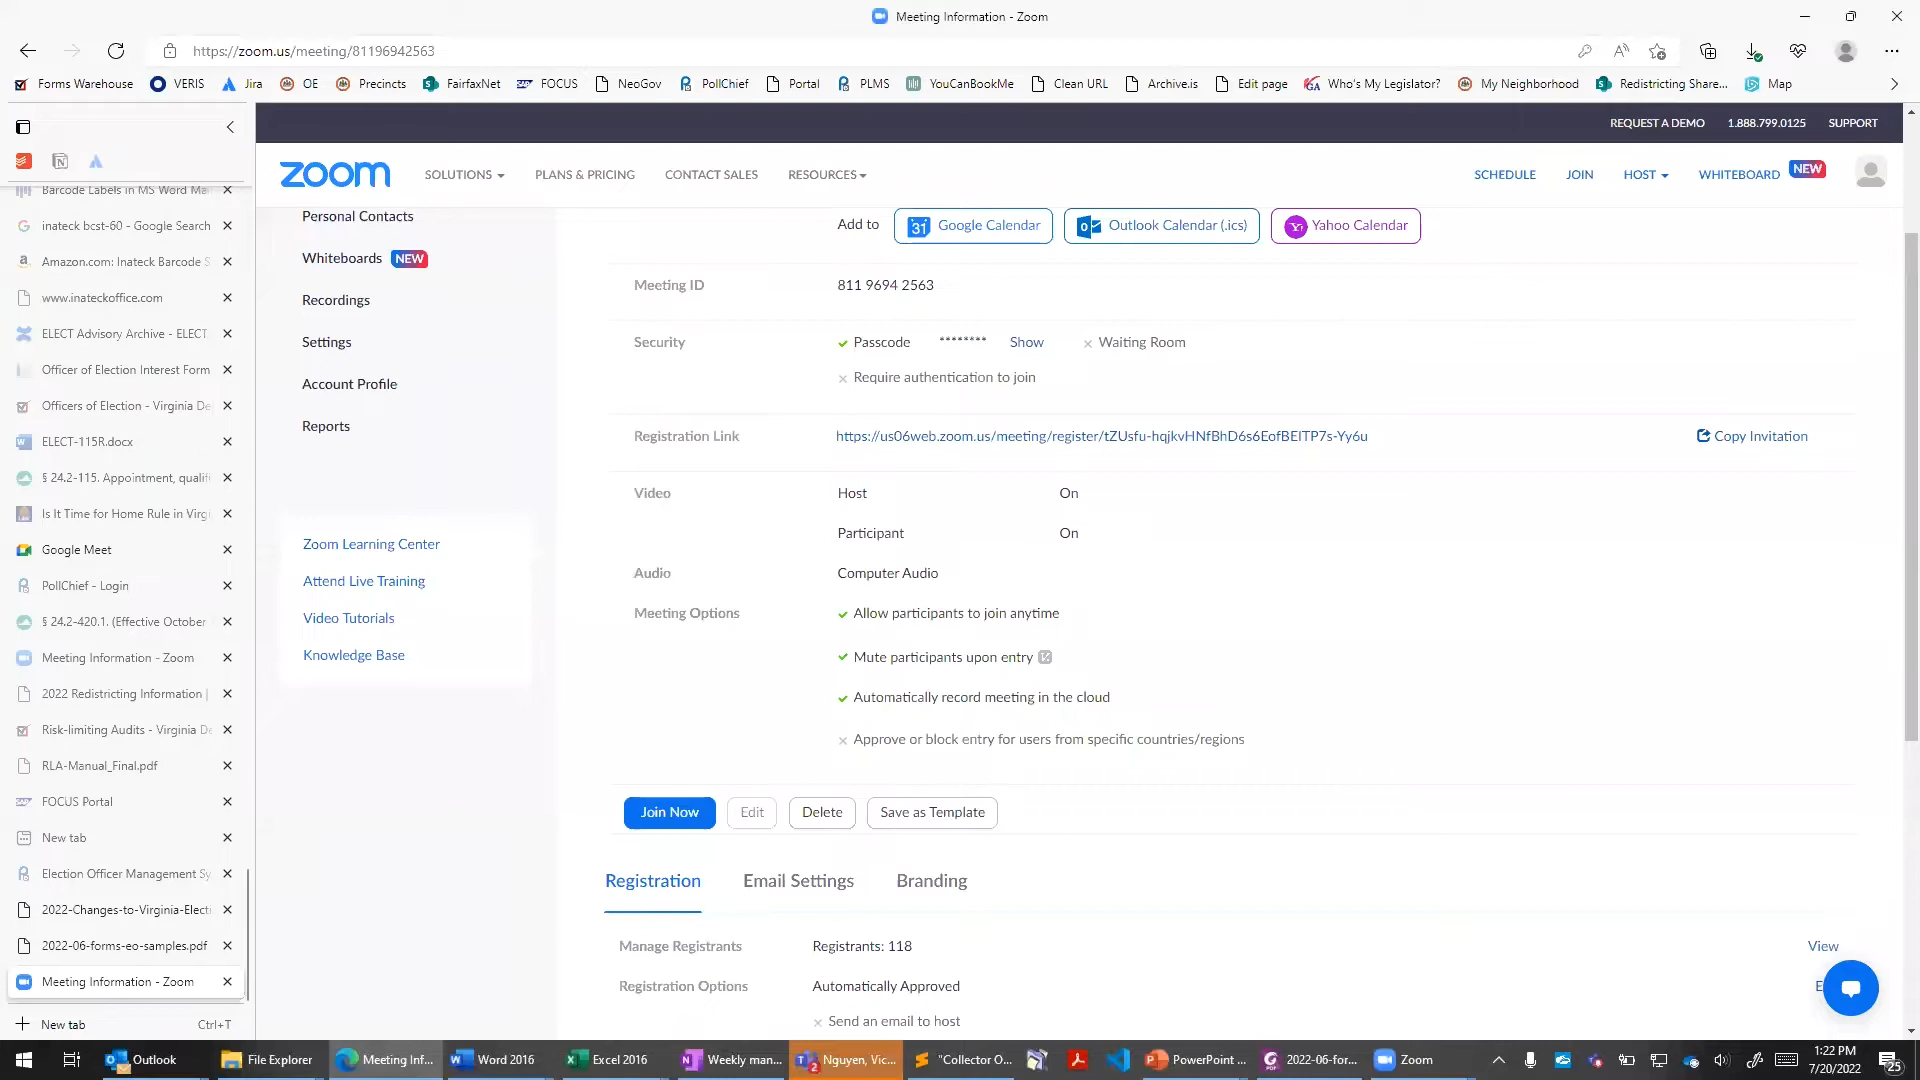 Meeting Information - Zoom
https://zoom.us/meeting/81196942563
Forms Warehouse VERIS Jira OE Precincts FairfaxNet FOCUS NeoGov PollChief Portal PLMS YouCanBookMe Clean URL Archive.is Edit page Who's My Legislator? My Neighborhood Redistricting Share... Map
REQUEST A DEMO 1.888.799.0125 SUPPORT
zoom SOLUTIONS PLANS & PRICING CONTACT SALES RESOURCES SCHEDULE JOIN HOST WHITEBOARD NEW
Barcode Labels in MS Word Ma
inateck bcst-60 - Google Search
Amazon.com: Inateck Barcode S
www.inateckoffice.com
ELECT Advisory Archive - ELECT
Officer of Election Interest Form
Officers of Election - Virginia De
ELECT-115R.docx
§ 24.2-115. Appointment, qualifi
Is It Time for Home Rule in Virgi
Google Meet
PollChief - Login
§ 24.2-420.1. (Effective October
Meeting Information - Zoom
2022 Redistricting Information |
Risk-limiting Audits - Virginia De
RLA-Manual_Final.pdf
FOCUS Portal
New tab
Election Officer Management Sy
2022-Changes-to-Virginia-Electi
2022-06-forms-eo-samples.pdf
Meeting Information - Zoom
New tab Ctrl+T
Personal Contacts
Whiteboards NEW
Recordings
Settings
Account Profile
Reports
Zoom Learning Center
Attend Live Training
Video Tutorials
Knowledge Base
Add to 31 Google Calendar Outlook Calendar (.ics) Yahoo Calendar
Meeting ID 811 9694 2563
Security Passcode ******** Show Waiting Room
Require authentication to join
Registration Link https://us06web.zoom.us/meeting/register/tZUsfu-hqjkvHNfBhD6s6EofBEITP7s-Yy6u Copy Invitation
Video Host On
Participant On
Audio Computer Audio
Meeting Options Allow participants to join anytime
Mute participants upon entry
Automatically record meeting in the cloud
Approve or block entry for users from specific countries/regions
Join Now Edit Delete Save as Template
Registration Email Settings Branding
Manage Registrants Registrants: 118 View
Registration Options Automatically Approved
Send an email to host
Outlook File Explorer Meeting Inf... Word 2016 Excel 2016 Weekly man... Nguyen, Vic... "Collector O... PowerPoint ... 2022-06-for... Zoom
1:22 PM
7/20/2022
25